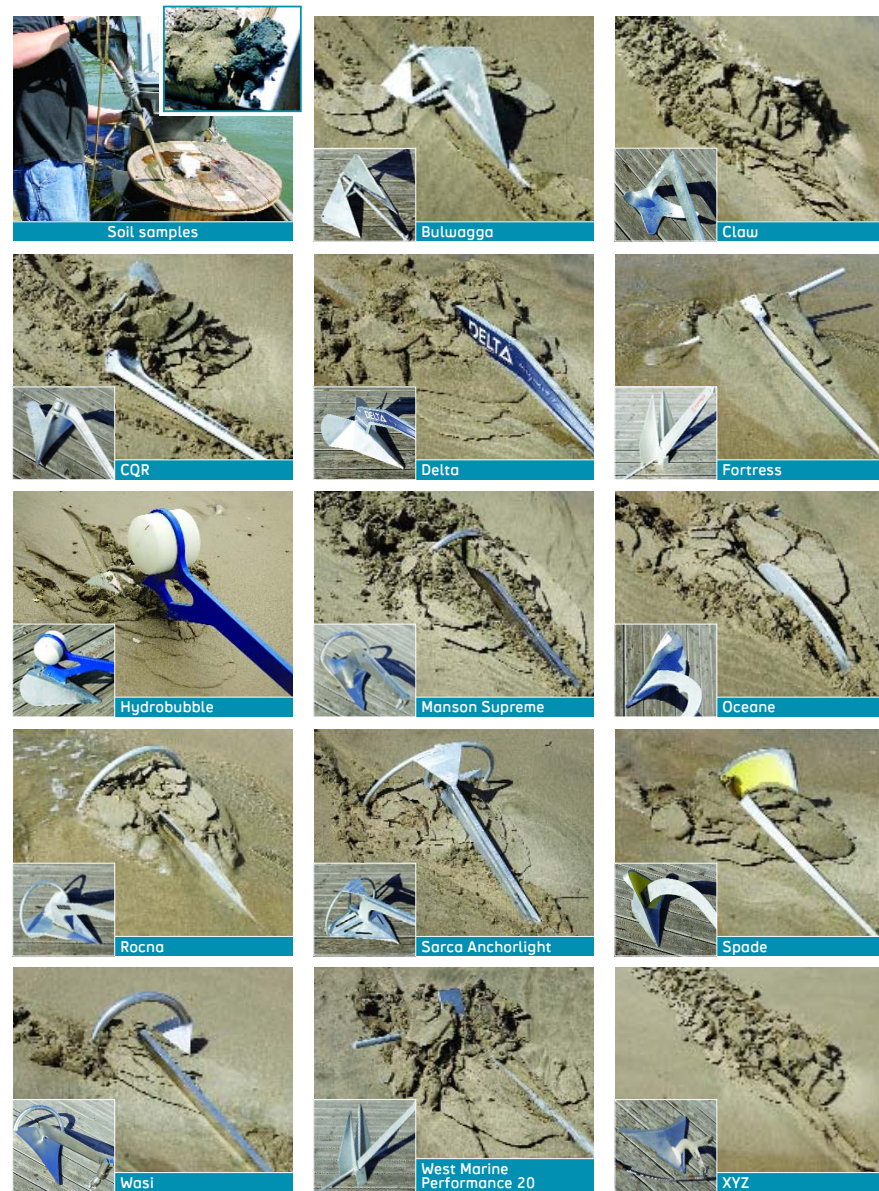 Soil samples
Bulwagga
Claw
CQR
DELTA
DELTA
Delta
Fortress
Hydrobubble
Manson Supreme
Oceane
Rocna
Sarca Anchorlight
Spade
Wasi
West Marine
Performance 20
XYZ